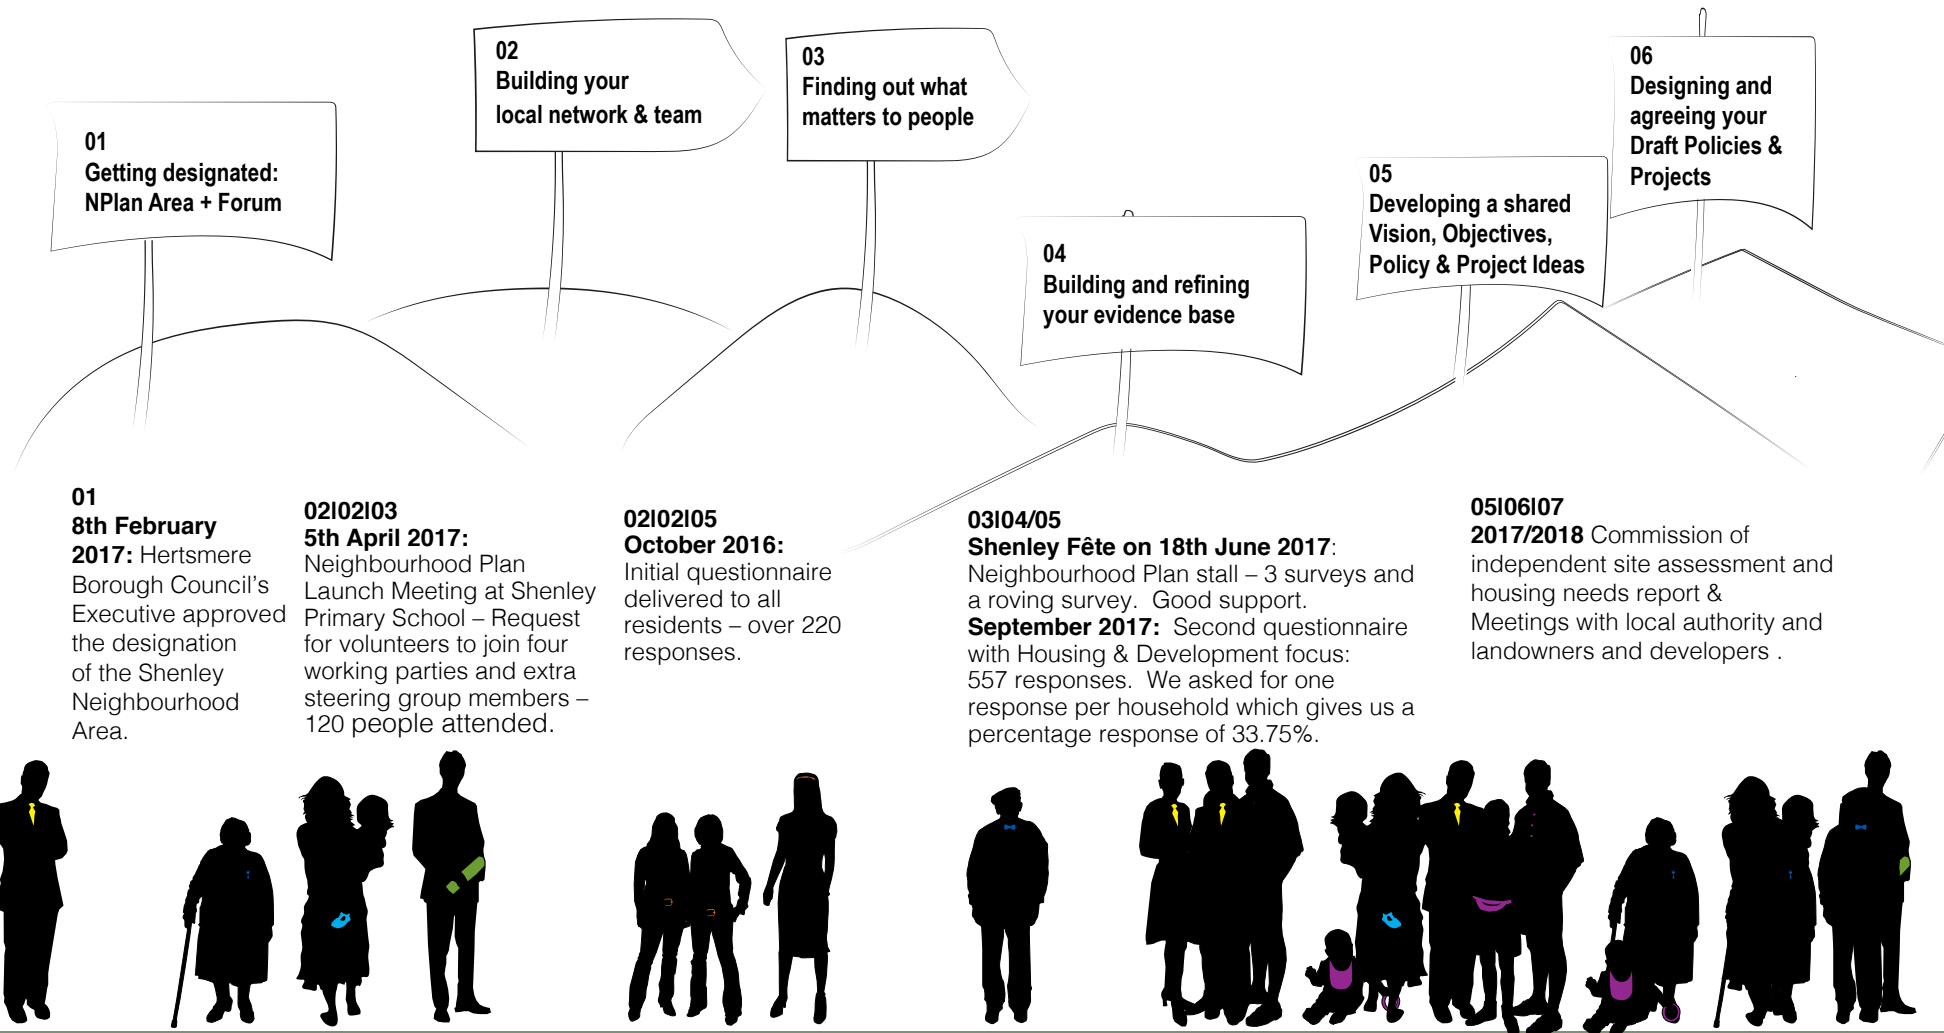 01
Getting designated:
NPlan Area + Forum
02
Building your
local network & team
03
Finding out what
matters to people
04
Building and refining
your evidence base
05
Developing a shared
Vision, Objectives,
Policy & Project Ideas
06
Designing and
agreeing your
Draft Policies &
Projects
01
8th February
2017: Hertsmere
Borough Council’s
Executive approved
the designation
of the Shenley
Neighbourhood
Area.
02|02|03
5th April 2017:
Neighbourhood Plan
Launch Meeting at Shenley
Primary School – Request
for volunteers to join four
working parties and extra
steering group members –
120 people attended.
02|02|05
October 2016:
Initial questionnaire
delivered to all
residents – over 220
responses.
03|04/05
Shenley Fête on 18th June 2017:
Neighbourhood Plan stall – 3 surveys and
a roving survey. Good support.
September 2017: Second questionnaire
with Housing & Development focus:
557 responses. We asked for one
response per household which gives us a
percentage response of 33.75%.
05|06|07
2017/2018 Commission of
independent site assessment and
housing needs report &
Meetings with local authority and
landowners and developers .